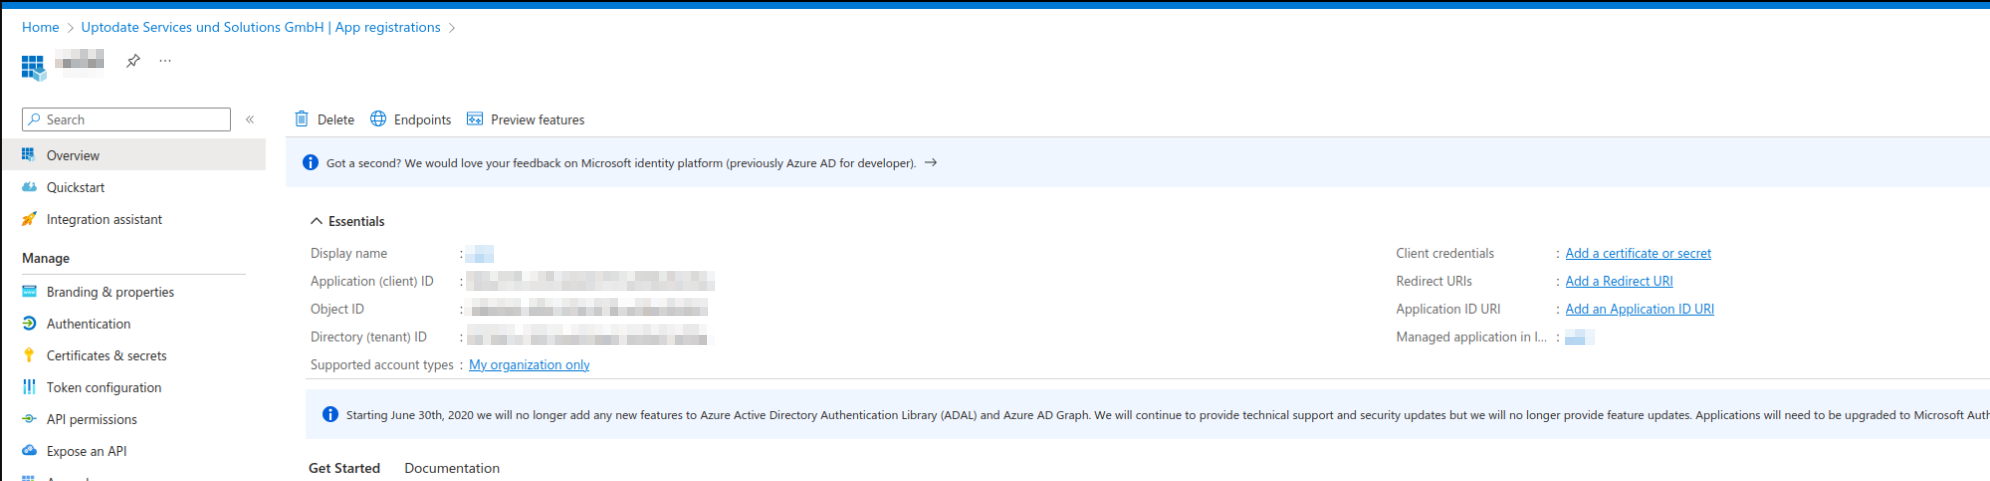 Home > Uptodate Services und Solutions GmbH | App registrations >
...
Search «
Delete Endpoints Preview features
Overview
Got a second? We would love your feedback on Microsoft identity platform (previously Azure AD for developer). →
Quickstart
Integration assistant
Essentials
Manage
Display name :
Client credentials : Add a certificate or secret
Application (client) ID :
Redirect URIs : Add a Redirect URI
Branding & properties
Object ID :
Application ID URI : Add an Application ID URI
Authentication
Directory (tenant) ID :
Managed application in l... :
Certificates & secrets
Supported account types : My organization only
Token configuration
Starting June 30th, 2020 we will no longer add any new features to Azure Active Directory Authentication Library (ADAL) and Azure AD Graph. We will continue to provide technical support and security updates but we will no longer provide feature updates. Applications will need to be upgraded to Microsoft Auth
API permissions
Expose an API
Get Started Documentation